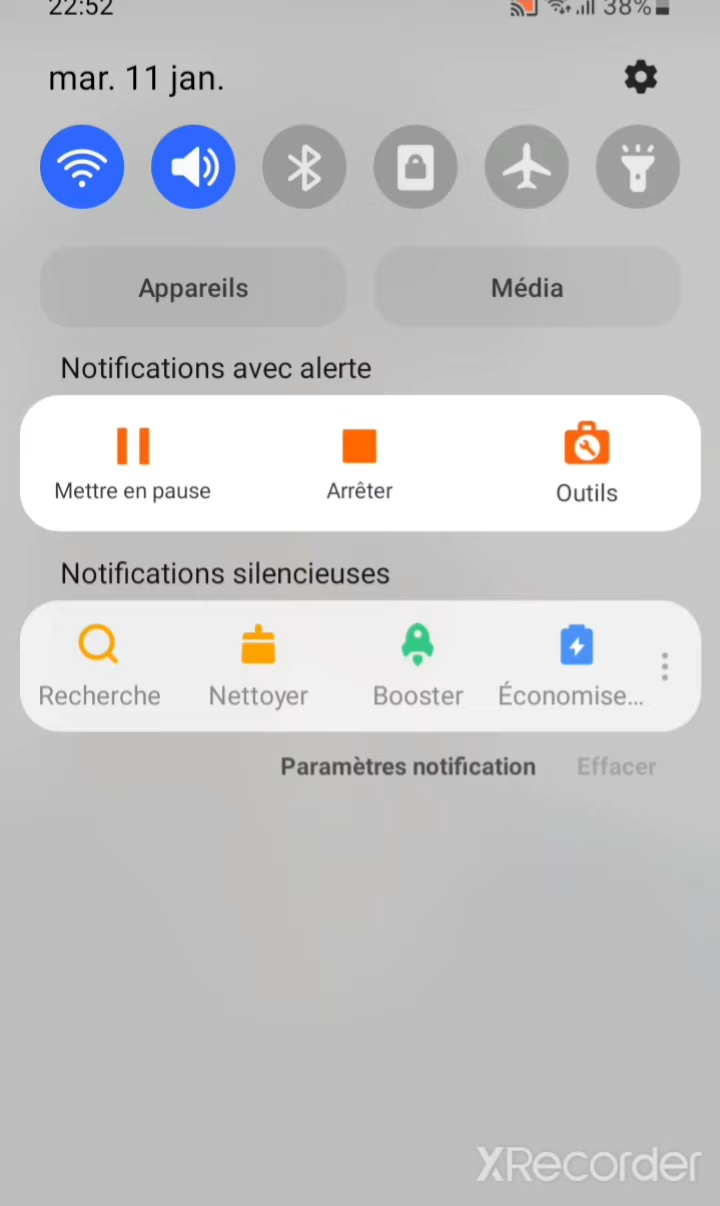 22:52
38%
mar. 11 jan.
Appareils
Média
Notifications avec alerte
Mettre en pause
Arrêter
Outils
Notifications silencieuses
Recherche
Nettoyer
Booster
Économise...
Paramètres notification
Effacer
XRecorder